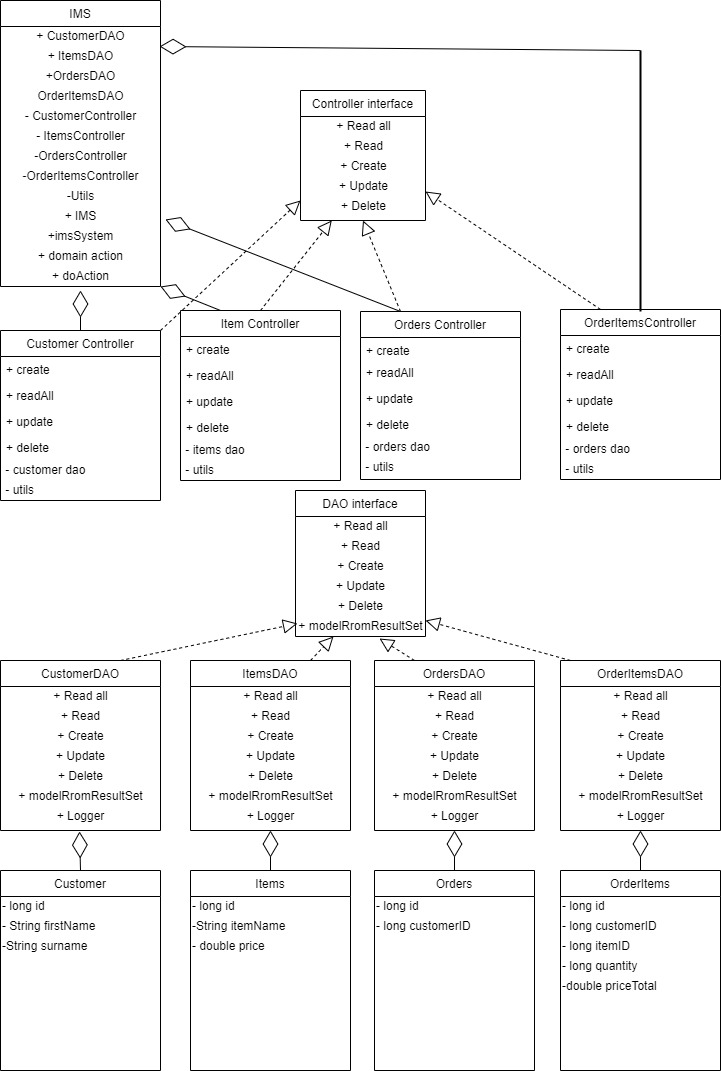 IMS
+ CustomerDAO
+ ItemsDAO
+OrdersDAO
OrderItemsDAO
- CustomerController
- ItemsController
-OrdersController
-OrderItemsController
-Utils
+ IMS
+imsSystem
+ domain action
+ doAction
Controller interface
+ Read all
+ Read
+ Create
+ Update
+ Delete
Customer Controller
+ create
+ readAll
+ update
+ delete
- customer dao
- utils
Item Controller
+ create
+ readAll
+ update
+ delete
- items dao
- utils
Orders Controller
+ create
+ readAll
+ update
+ delete
- orders dao
- utils
OrderItemsController
+ create
+ readAll
+ update
+ delete
- orders dao
- utils
DAO interface
+ Read all
+ Read
+ Create
+ Update
+ Delete
+ modelRromResultSet
CustomerDAO
+ Read all
+ Read
+ Create
+ Update
+ Delete
+ modelRromResultSet
+ Logger
ItemsDAO
+ Read all
+ Read
+ Create
+ Update
+ Delete
+ modelRromResultSet
+ Logger
OrdersDAO
+ Read all
+ Read
+ Create
+ Update
+ Delete
+ modelRromResultSet
+ Logger
OrderItemsDAO
+ Read all
+ Read
+ Create
+ Update
+ Delete
+ modelRromResultSet
+ Logger
Customer
- long id
- String firstName
-String surname
Items
- long id
-String itemName
- double price
Orders
- long id
- long customerID
OrderItems
- long id
- long customerID
- long itemID
- long quantity
-double priceTotal